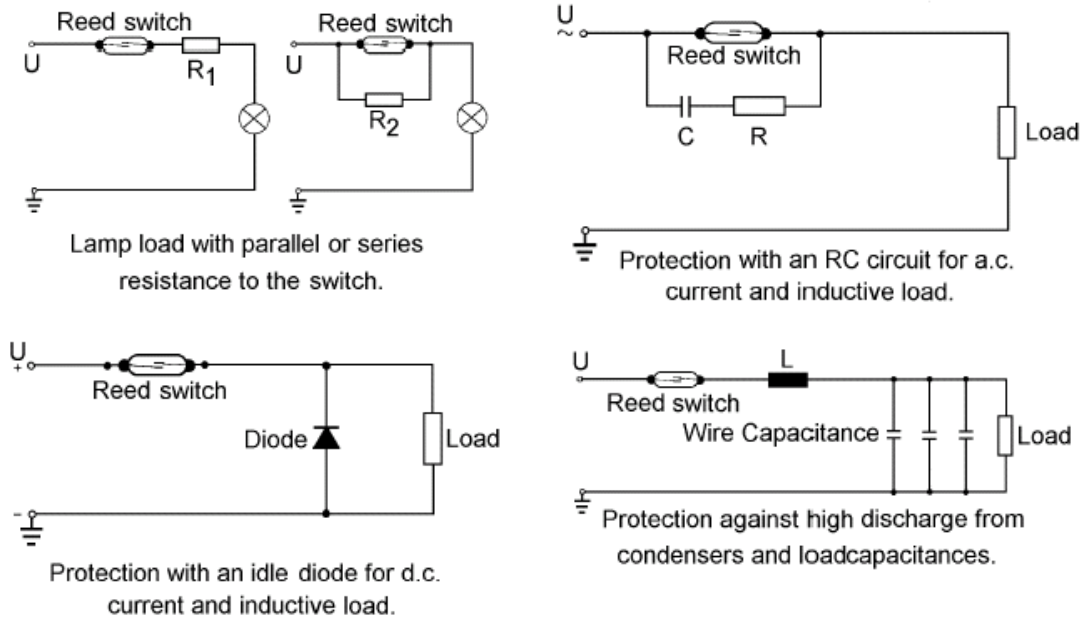 Reed switch
U
R1
Reed switch
U
R2
Lamp load with parallel or series
resistance to the switch.
U
~
Reed switch
C
R
Load
Protection with an RC circuit for a.c.
current and inductive load.
U
+
Reed switch
Diode
Load
-
Protection with an idle diode for d.c.
current and inductive load.
U
L
Reed switch
Wire Capacitance
Load
Protection against high discharge from
condensers and loadcapacitances.